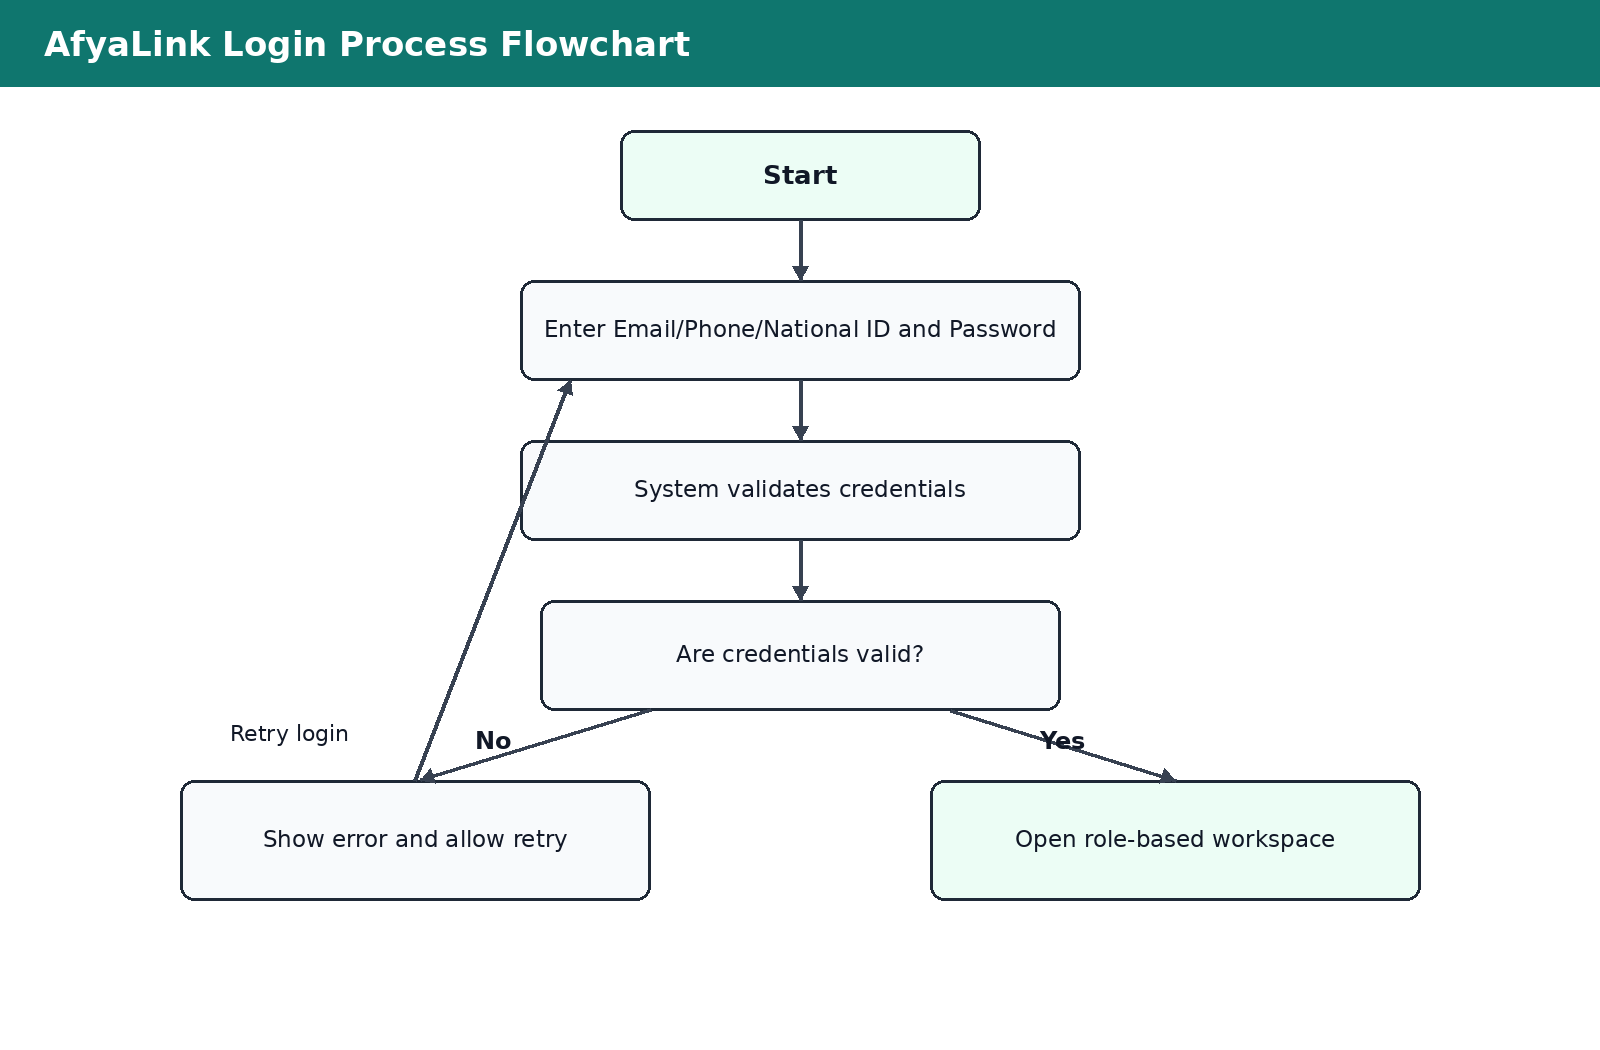 AfyaLink Login Process Flowchart
Start
Enter Email/Phone/National ID and Password
System validates credentials
Are credentials valid?
Retry login
No
Yes
Show error and allow retry
Open role-based workspace